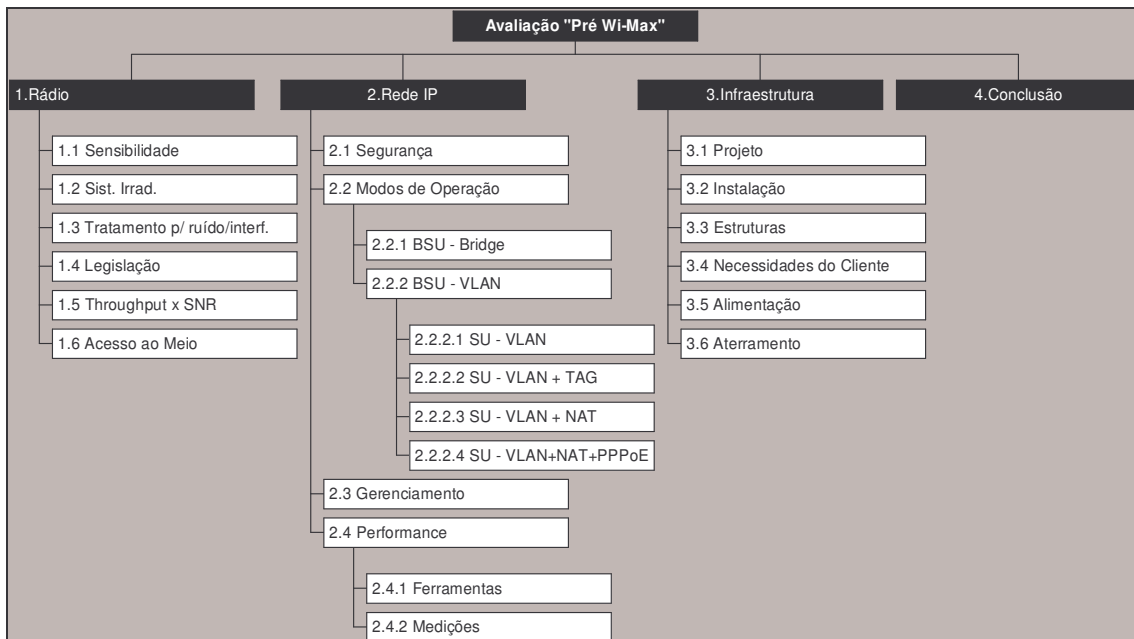 Avaliação "Pré Wi-Max"
1.Rádio
2.Rede IP
3.Infraestrutura
4.Conclusão
1.1 Sensibilidade
1.2 Sist. Irrad.
1.3 Tratamento p/ ruído/interf.
1.4 Legislação
1.5 Throughput x SNR
1.6 Acesso ao Meio
2.1 Segurança
2.2 Modos de Operação
2.2.1 BSU - Bridge
2.2.2 BSU - VLAN
2.2.2.1 SU - VLAN
2.2.2.2 SU - VLAN + TAG
2.2.2.3 SU - VLAN + NAT
2.2.2.4 SU - VLAN+NAT+PPPoE
2.3 Gerenciamento
2.4 Performance
2.4.1 Ferramentas
2.4.2 Medições
3.1 Projeto
3.2 Instalação
3.3 Estruturas
3.4 Necessidades do Cliente
3.5 Alimentação
3.6 Aterramento